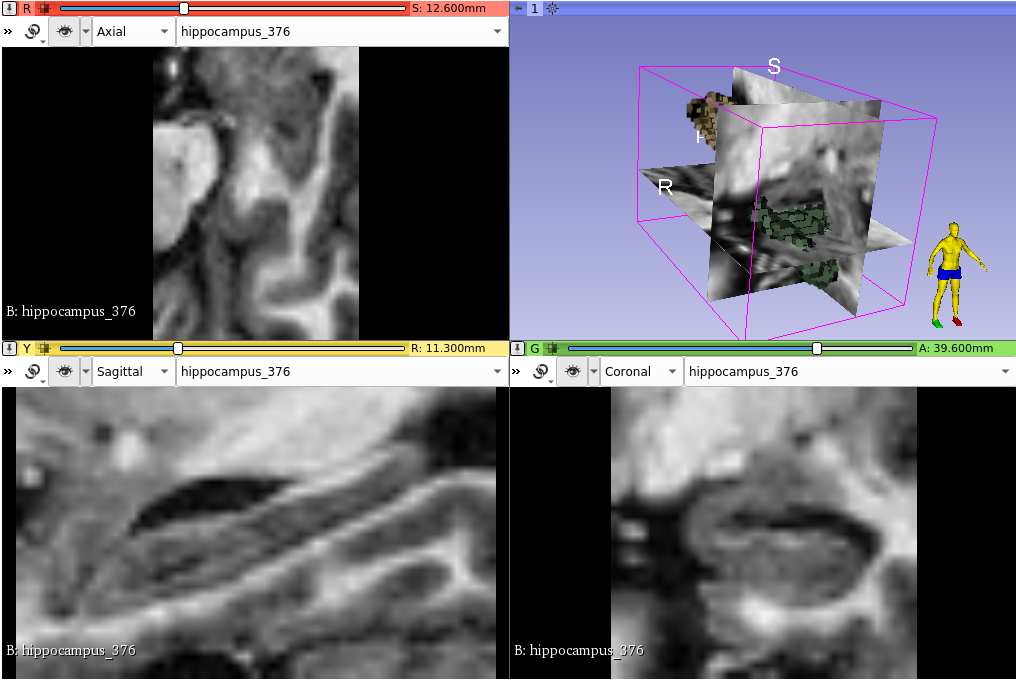 R S: 12.600mm 1
» Axial hippocampus_376
S
R
B: hippocampus_376
Y R: 11.300mm G A: 39.600mm
» Sagittal hippocampus_376 » Coronal hippocampus_376
B: hippocampus_376 B: hippocampus_376